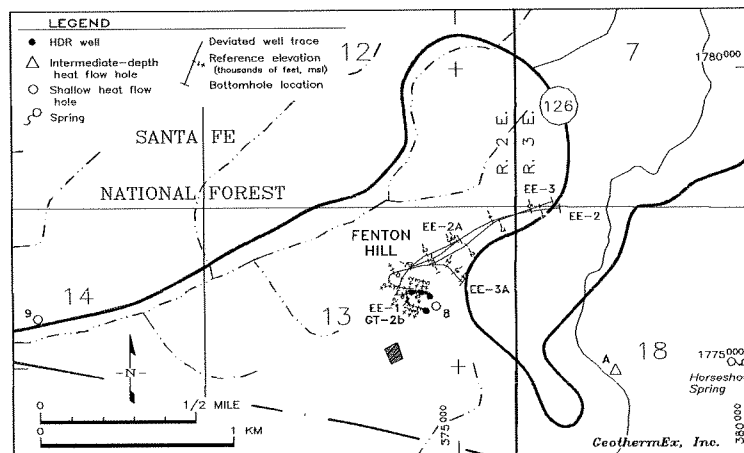 LEGEND
HDR well
Intermediate-depth
heat flow hole
Shallow heat flow
hole
Spring
Deviated well trace
Reference elevation
(thousands of feet, msl)
Bottomhole location
12
7
1780000
126
SANTA FE
NATIONAL FOREST
R. 2 E.
R. 3 E.
EE-3
EE-2
EE-2A
FENTON
HILL
EE-3A
EE-1
GT-2b
8
9
14
13
18
A
1775000
Horsesho
Spring
N
0
1/2 MILE
0
1 KM
375000
380000
GeothermEx, Inc.